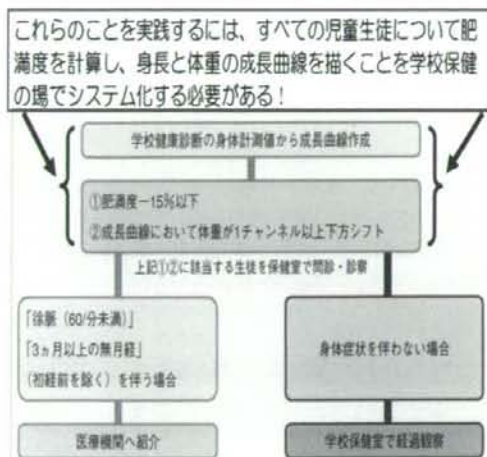 これらのことを実践するには、すべての児童生徒について肥
満度を計算し、身長と体重の成長曲線を描くことを学校保健
の場でシステム化する必要がある！
学校健康診断の身体計測値から成長曲線作成
①肥満度－15％以下
②成長曲線において体重が1チャンネル以上下方シフト
上記①②に該当する生徒を保健室で問診・診察
「徐脈（60/分未満）」
「3ヵ月以上の無月経」
（初経前を除く）を伴う場合
身体症状を伴わない場合
医療機関へ紹介
学校保健室で経過観察